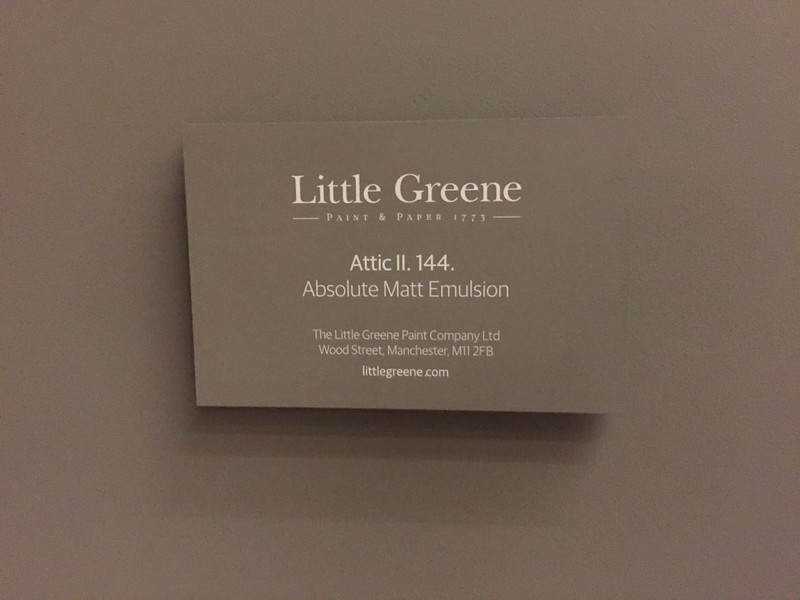 Little Greene
PAINT & PAPER 1773
Attic II. 144.
Absolute Matt Emulsion
The Little Greene Paint Company Ltd
Wood Street, Manchester, M11 2FB
littlegreene.com